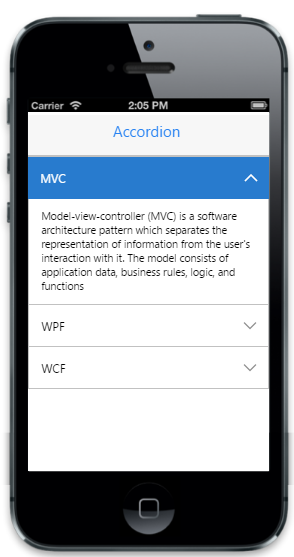 Carrier 2:05 PM
Accordion
MVC
Model-view-controller (MVC) is a software
architecture pattern which separates the
representation of information from the user's
interaction with it. The model consists of
application data, business rules, logic, and
functions
WPF
WCF